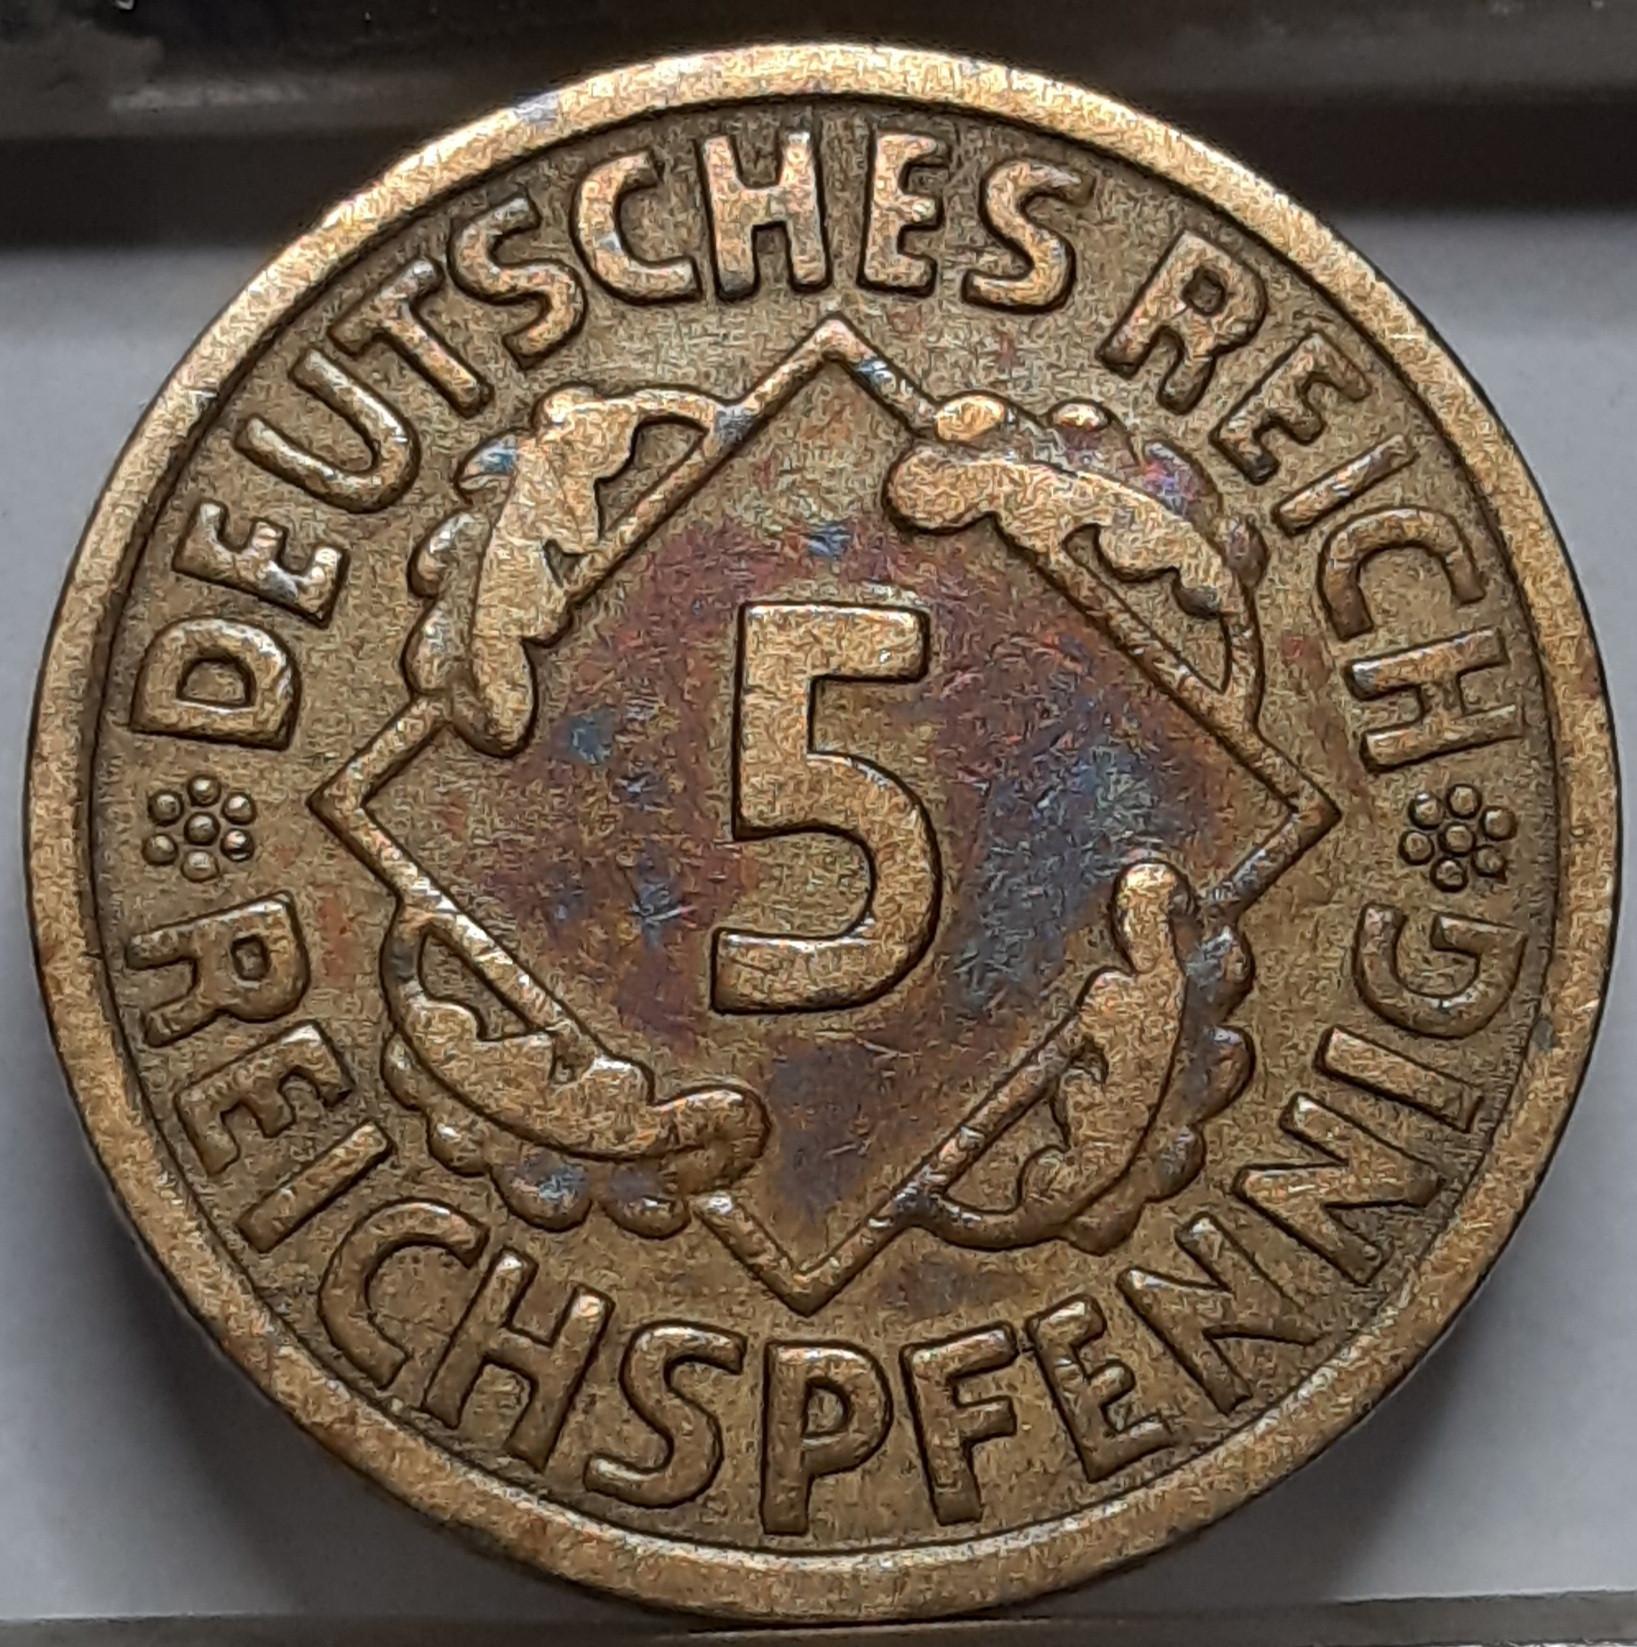 DEUTSCHES REICH
5
REICHSPFENNIG